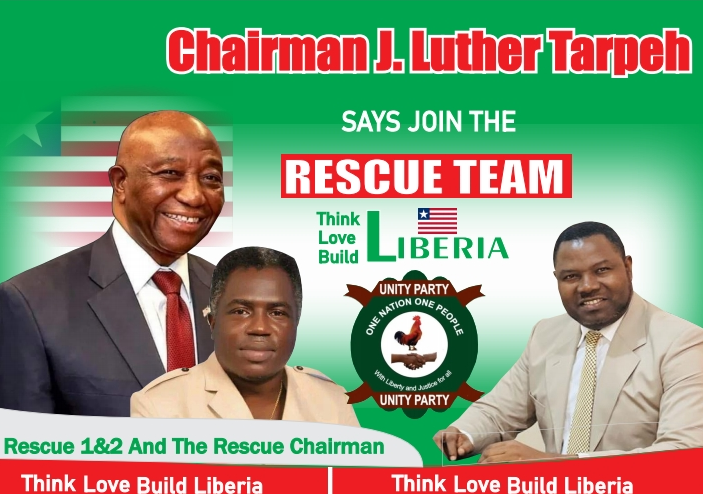 Chairman J. Luther Tarpeh
SAYS JOIN THE
RESCUE TEAM
Think
Love
Build
LIBERIA
UNITY PARTY
ONE NATION ONE PEOPLE
With Liberty and Justice for all
UNITY PARTY
Rescue 1&2 And The Rescue Chairman
Think Love Build Liberia
Think Love Build Liberia